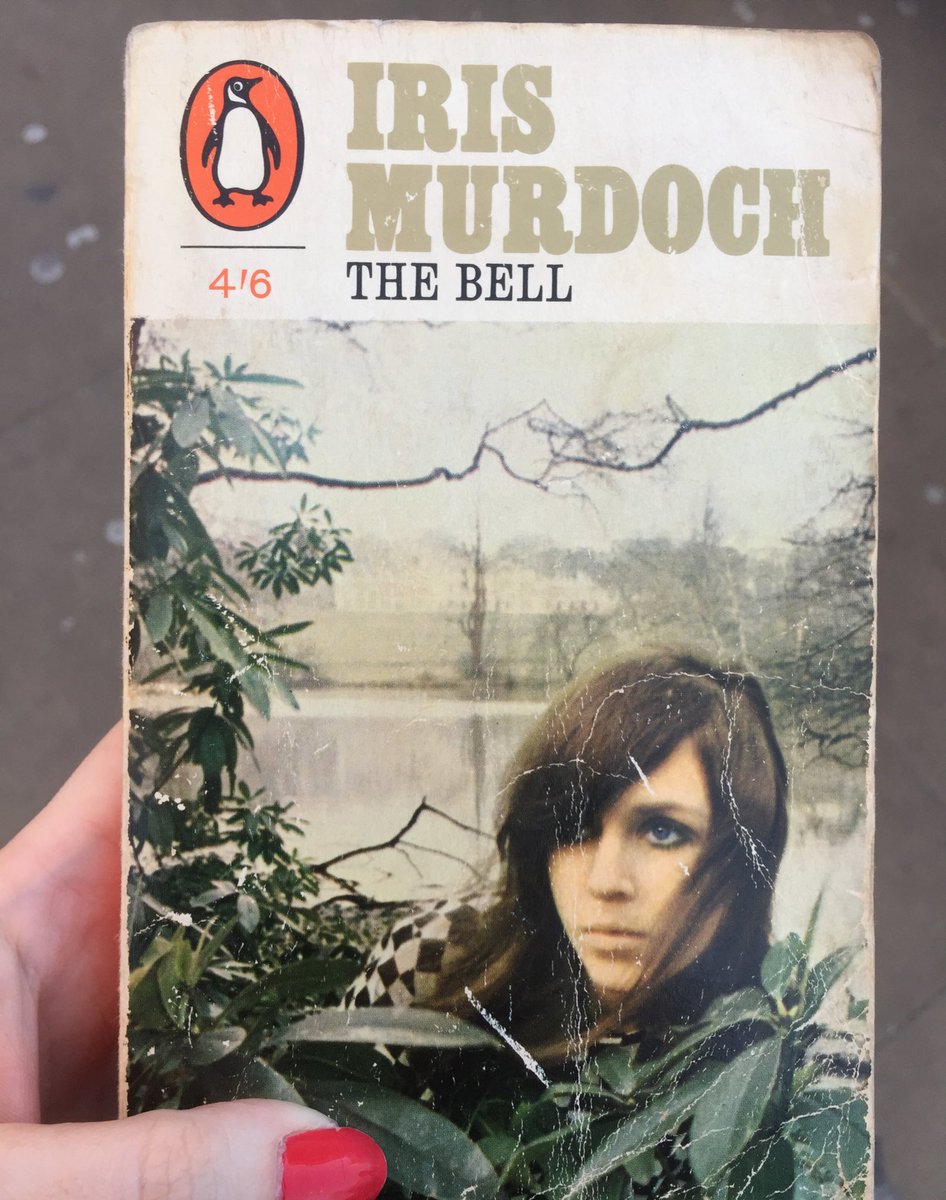 IRIS
MURDOCH
THE BELL
4'6